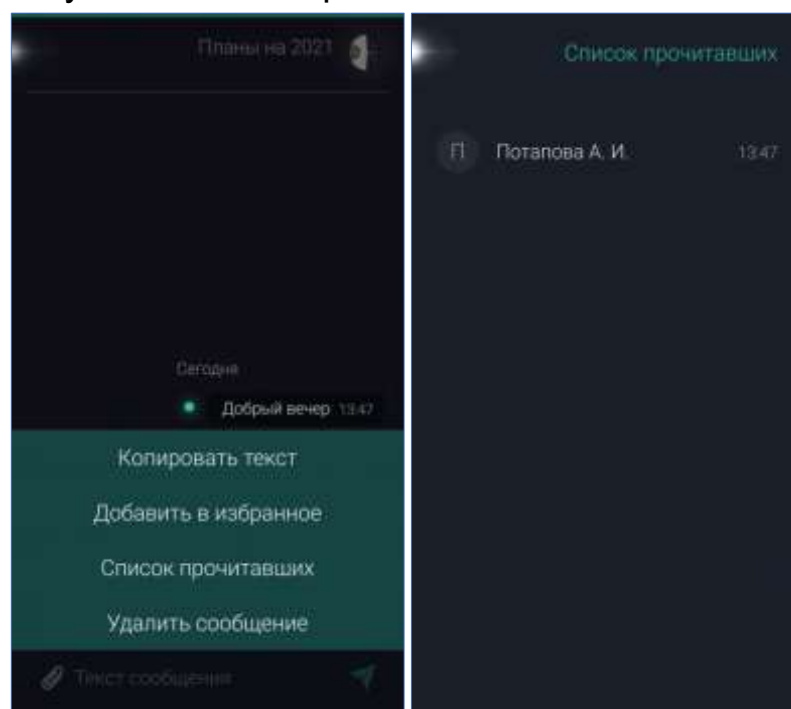 Планы на 2021
Сегодня
Добрый вечер 13:47
Копировать текст
Добавить в избранное
Список прочитавших
Удалить сообщение
Текст сообщения
Список прочитавших
П
Потапова А. И.
13:47